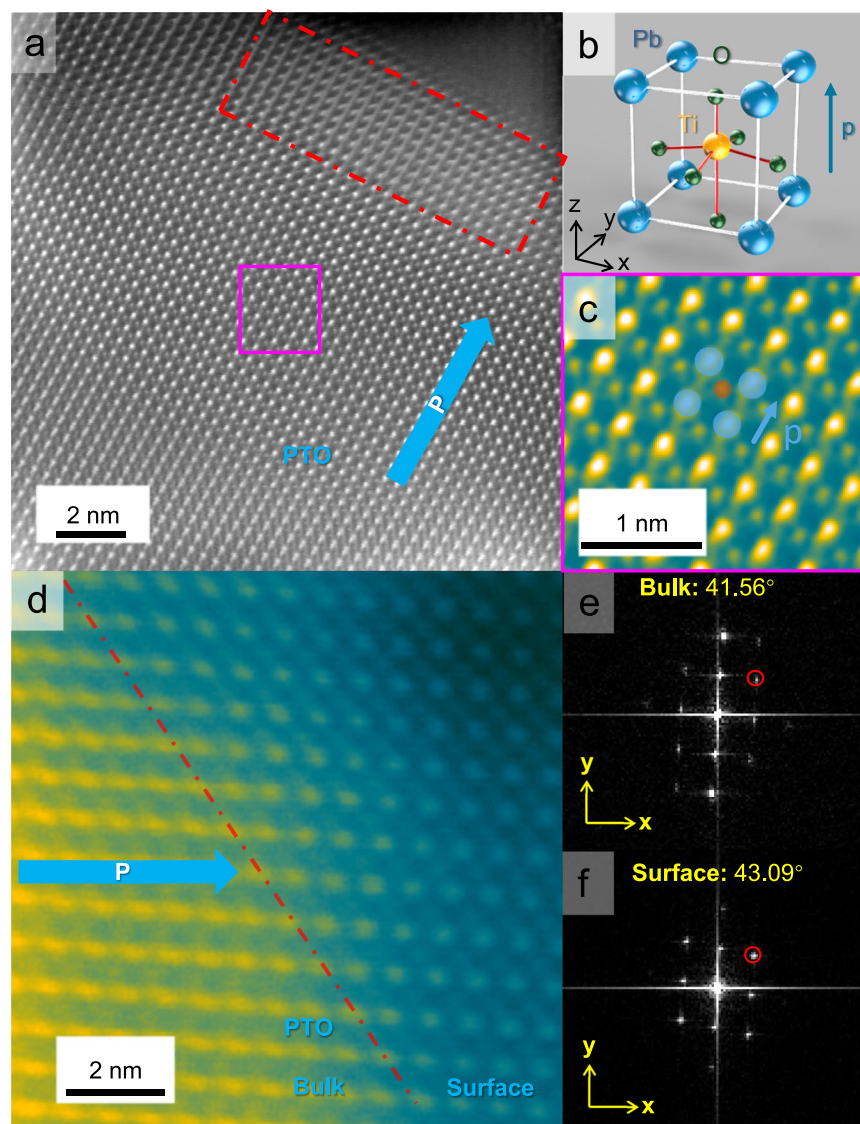 a
P
PTO
2 nm
b
Pb
O
Ti
p
z
y
x
c
p
1 nm
d
P
PTO
Bulk
Surface
2 nm
e
Bulk: 41.56°
y
x
f
Surface: 43.09°
y
x